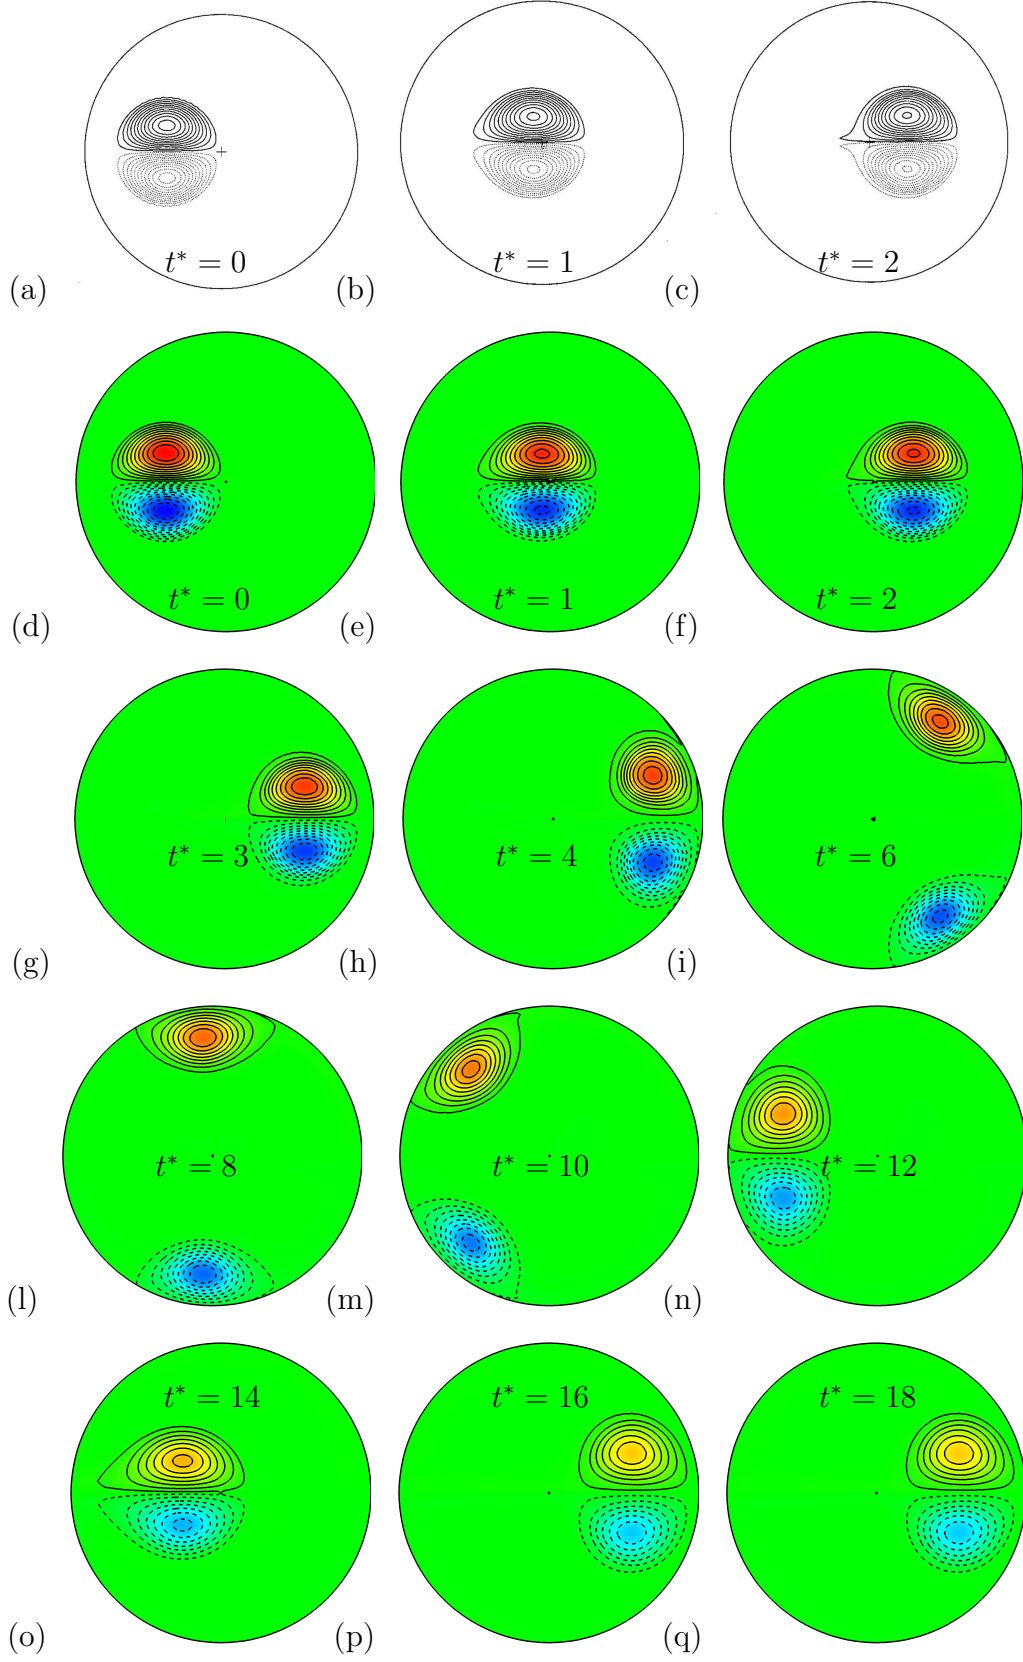 t* = 0 t* = 1 t* = 2
(a) (b) (c)
t* = 0 t* = 1 t* = 2
(d) (e) (f)
t* = 3 t* = 4 t* = 6
(g) (h) (i)
t* = 8 t* = 10 t* = 12
(l) (m) (n)
t* = 14 t* = 16 t* = 18
(o) (p) (q)